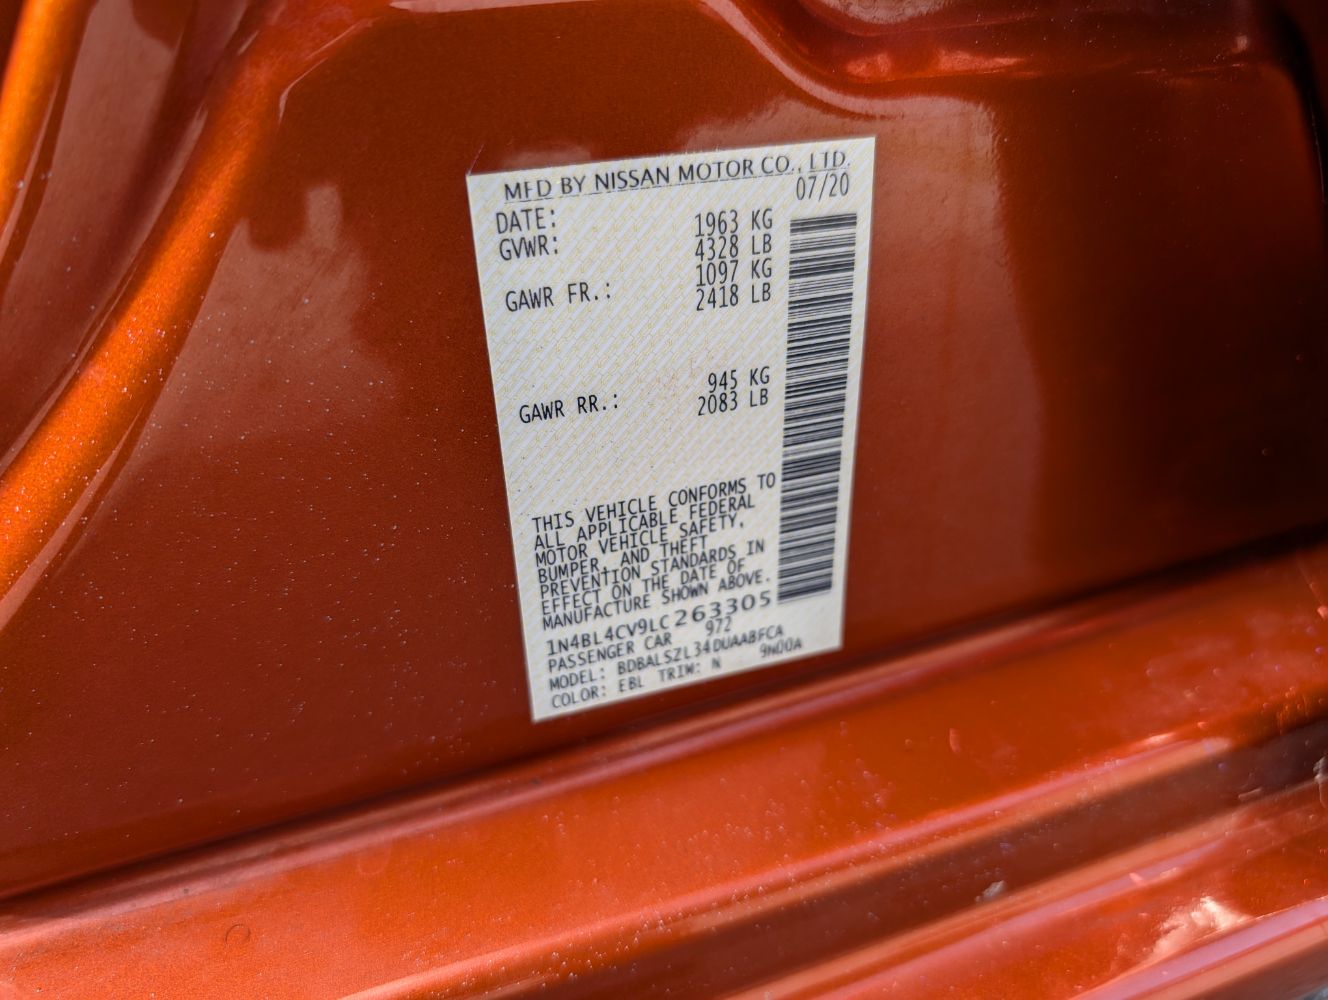 MFD BY NISSAN MOTOR CO., LTD.
DATE: 07/20
GVWR: 1963 KG
4328 LB
GAWR FR.: 1097 KG
2418 LB
GAWR RR.: 945 KG
2083 LB
THIS VEHICLE CONFORMS TO
ALL APPLICABLE FEDERAL
MOTOR VEHICLE SAFETY,
BUMPER, AND THEFT
PREVENTION STANDARDS IN
EFFECT ON THE DATE OF
MANUFACTURE SHOWN ABOVE.
1N4BL4CV9LC263305
PASSENGER CAR 972
MODEL: BDBALSZL34DUAABFCA
COLOR: EBL TRIM: N 9N00A